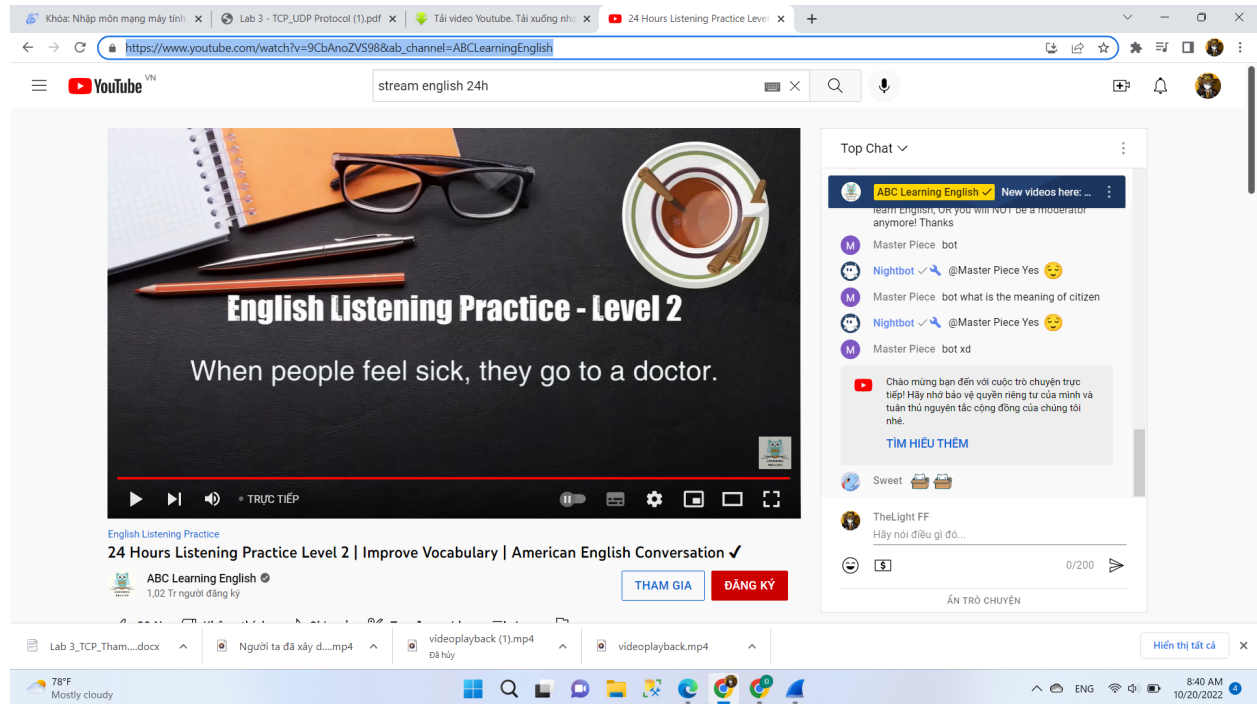 Khóa: Nhập môn mạng máy tính
Lab 3 - TCP_UDP Protocol (1).pdf
Tải video Youtube. Tải xuống nh
24 Hours Listening Practice Level
https://www.youtube.com/watch?v=9CbAnoZVS98&ab_channel=ABCLearningEnglish
YouTube VN
stream english 24h
English Listening Practice - Level 2
When people feel sick, they go to a doctor.
TRỰC TIẾP
English Listening Practice
24 Hours Listening Practice Level 2 | Improve Vocabulary | American English Conversation ✓
ABC Learning English
1,02 Tr người đăng ký
THAM GIA
ĐĂNG KÝ
Top Chat
ABC Learning English New videos here: ...
learn English, OR you will NOT be a moderator
anymore! Thanks
M Master Piece bot
Nightbot @Master Piece Yes 😌
M Master Piece bot what is the meaning of citizen
Nightbot @Master Piece Yes 😌
M Master Piece bot xd
Chào mừng bạn đến với cuộc trò chuyện trực
tiếp! Hãy nhớ bảo vệ quyền riêng tư của mình và
tuân thủ nguyên tắc cộng đồng của chúng tôi
nhé.
TÌM HIỂU THÊM
Sweet
TheLight FF
Hãy nói điều gì đó...
0/200
ẨN TRÒ CHUYỆN
Lab 3_TCP_Tham....docx
Người ta đã xây d....mp4
videoplayback (1).mp4
Đã hủy
videoplayback.mp4
Hiển thị tất cả
78°F
Mostly cloudy
ENG
8:40 AM
10/20/2022
4